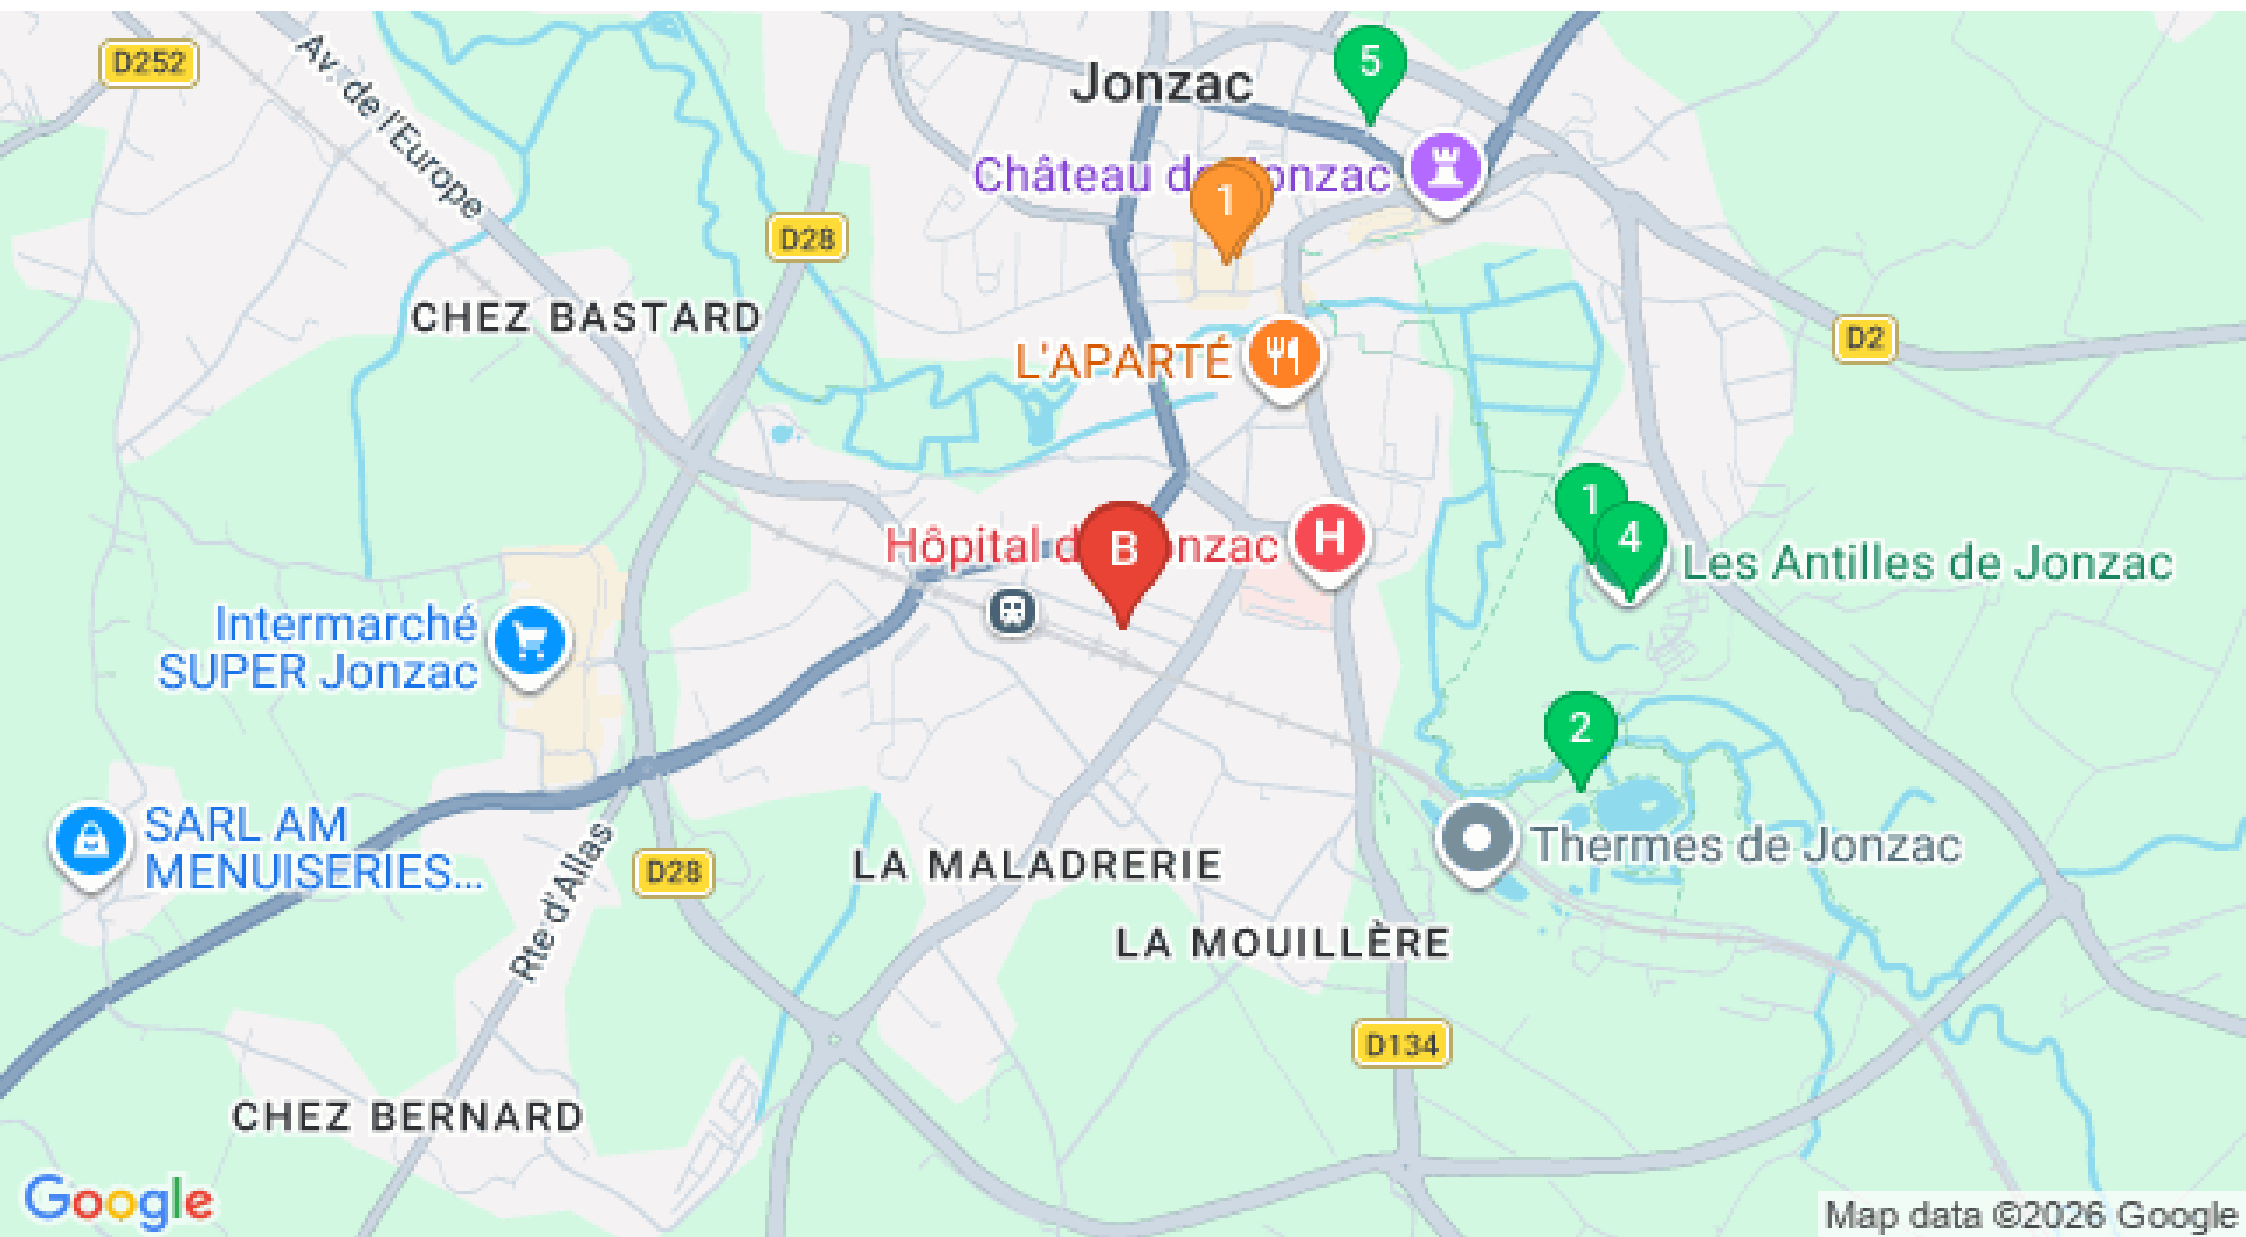 D252
Av. de l'Europe
Jonzac
5
Château de Jonzac
1
D28
CHEZ BASTARD
D2
L'APARTÉ
1
4
Hôpital de Jonzac
H
B
Les Antilles de Jonzac
Intermarché
SUPER Jonzac
2
SARL AM
MENUISERIES...
Thermes de Jonzac
D28
LA MALADRERIE
Rte d'Allas
LA MOUILLÈRE
D134
CHEZ BERNARD
Google
Map data ©2026 Google